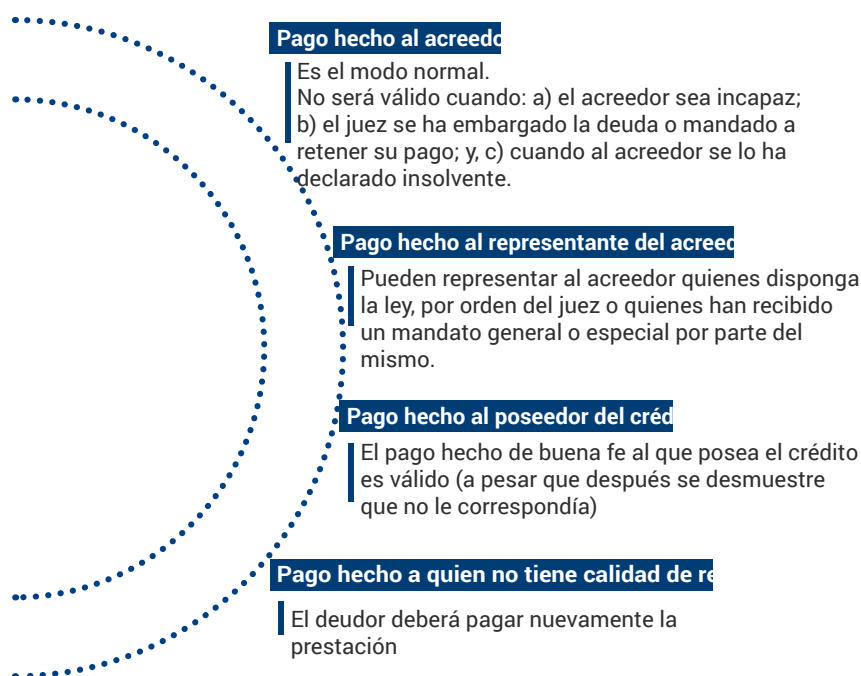 Pago hecho al acreedo
Es el modo normal.
No será válido cuando: a) el acreedor sea incapaz;
b) el juez se ha embargado la deuda o mandado a
retener su pago; y, c) cuando al acreedor se lo ha
declarado insolvente.
Pago hecho al representante del acreed
Pueden representar al acreedor quienes disponga
la ley, por orden del juez o quienes han recibido
un mandato general o especial por parte del
mismo.
Pago hecho al poseedor del créd
El pago hecho de buena fe al que posea el crédito
es válido (a pesar que después se desmuestre
que no le correspondía)
Pago hecho a quien no tiene calidad de re
El deudor deberá pagar nuevamente la
prestación